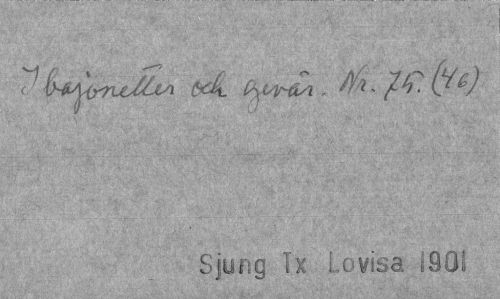 I bajonetter och gevär. Nr. 75. (46)
Sjung Tx Lovisa 1901